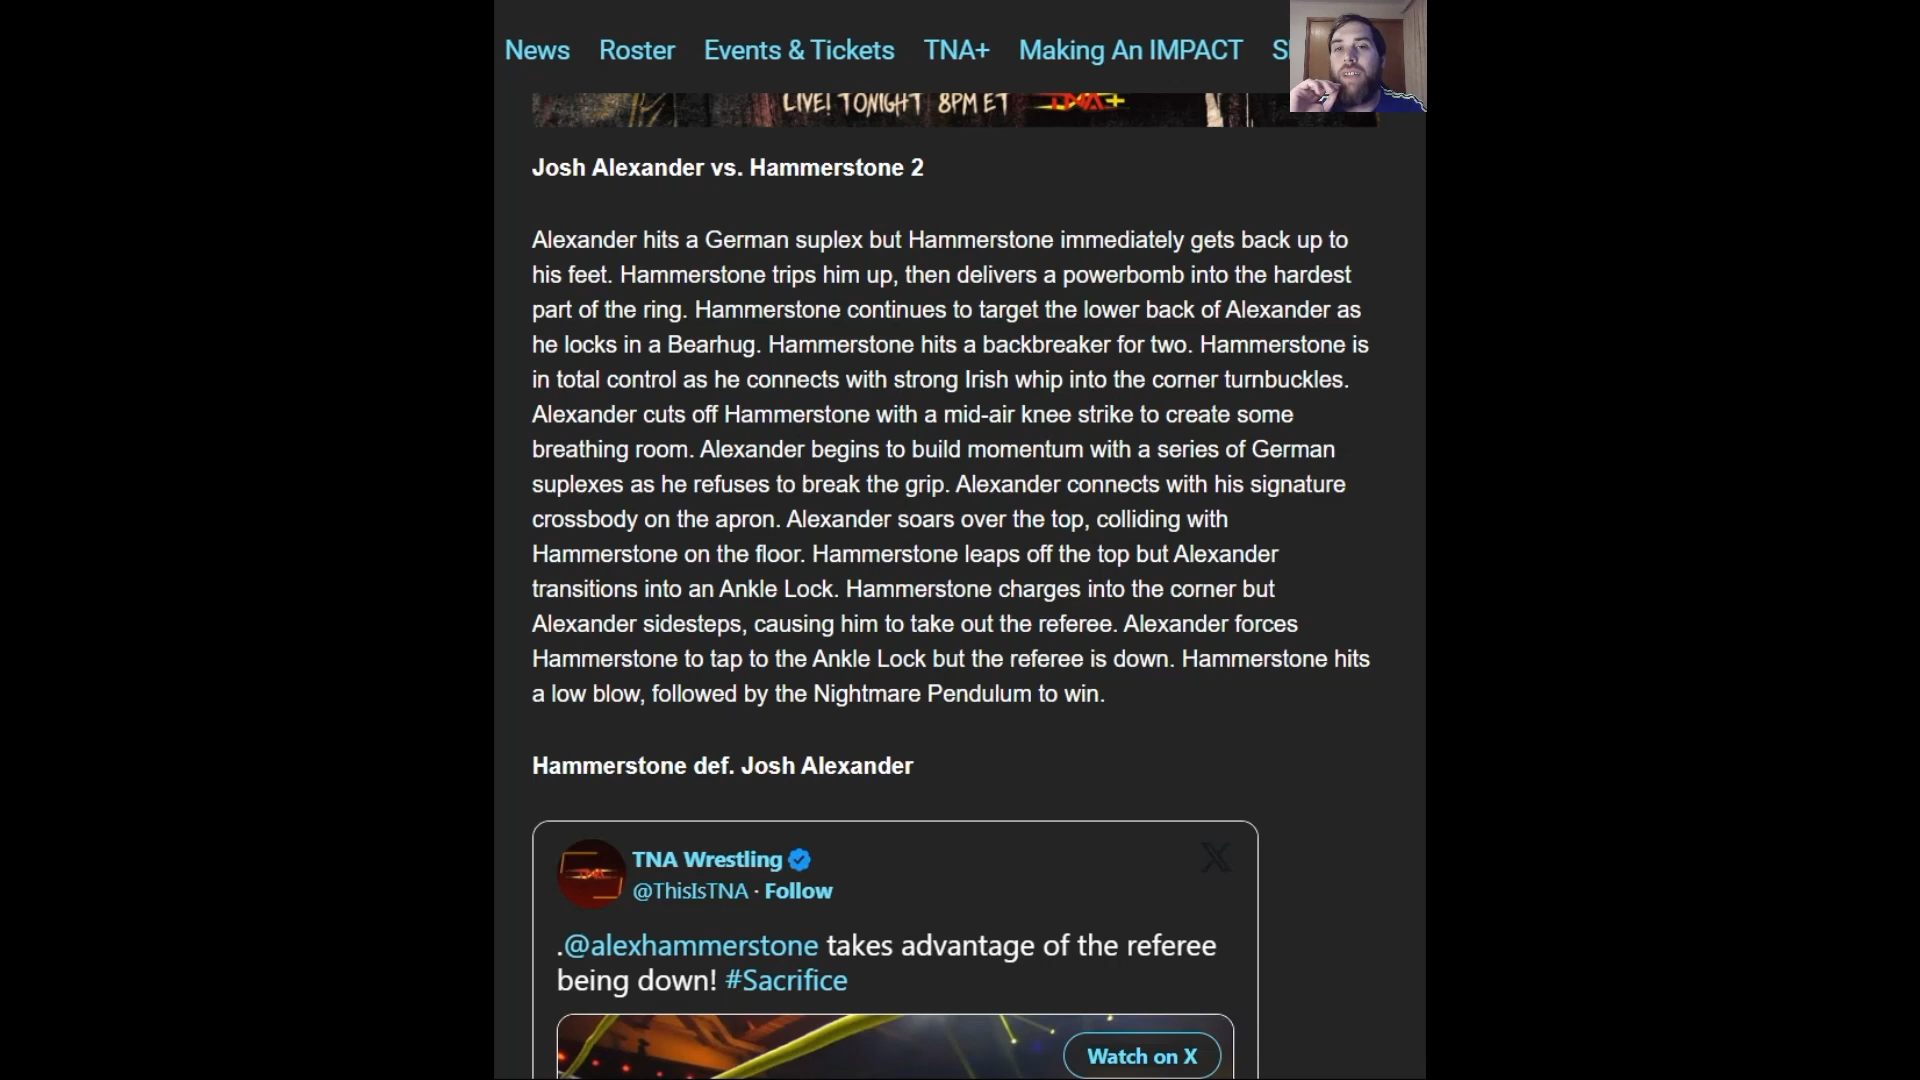 News Roster Events & Tickets TNA+ Making An IMPACT
LIVE! TONIGHT 8PM ET TNA+
Josh Alexander vs. Hammerstone 2
Alexander hits a German suplex but Hammerstone immediately gets back up to
his feet. Hammerstone trips him up, then delivers a powerbomb into the hardest
part of the ring. Hammerstone continues to target the lower back of Alexander as
he locks in a Bearhug. Hammerstone hits a backbreaker for two. Hammerstone is
in total control as he connects with strong Irish whip into the corner turnbuckles.
Alexander cuts off Hammerstone with a mid-air knee strike to create some
breathing room. Alexander begins to build momentum with a series of German
suplexes as he refuses to break the grip. Alexander connects with his signature
crossbody on the apron. Alexander soars over the top, colliding with
Hammerstone on the floor. Hammerstone leaps off the top but Alexander
transitions into an Ankle Lock. Hammerstone charges into the corner but
Alexander sidesteps, causing him to take out the referee. Alexander forces
Hammerstone to tap to the Ankle Lock but the referee is down. Hammerstone hits
a low blow, followed by the Nightmare Pendulum to win.
Hammerstone def. Josh Alexander
TNA Wrestling
@ThisIsTNA · Follow
.@alexhammerstone takes advantage of the referee
being down! #Sacrifice
Watch on X